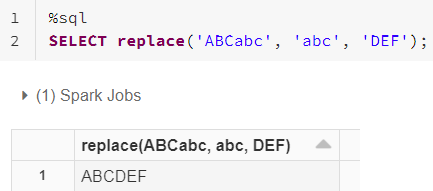 1 %sql
2 SELECT replace('ABCabc', 'abc', 'DEF');
(1) Spark Jobs
replace(ABCabc, abc, DEF)
1 ABCDEF